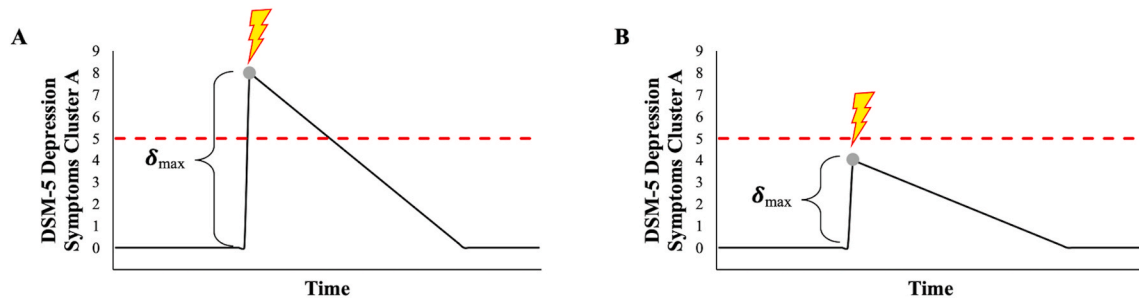 A
DSM-5 Depression
Symptoms Cluster A
9
8
7
6
5
4
3
2
1
0
δmax
Time
B
DSM-5 Depression
Symptoms Cluster A
9
8
7
6
5
4
3
2
1
0
δmax
Time